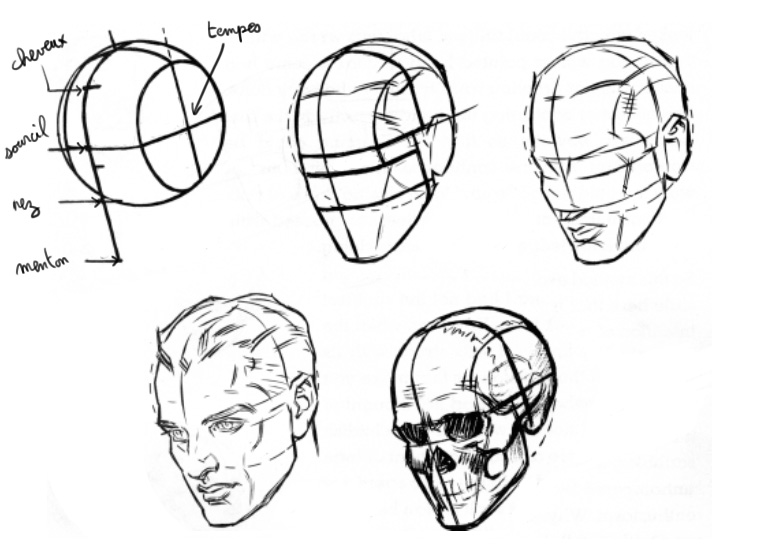 tempes
cheveux
sourcil
nez
menton